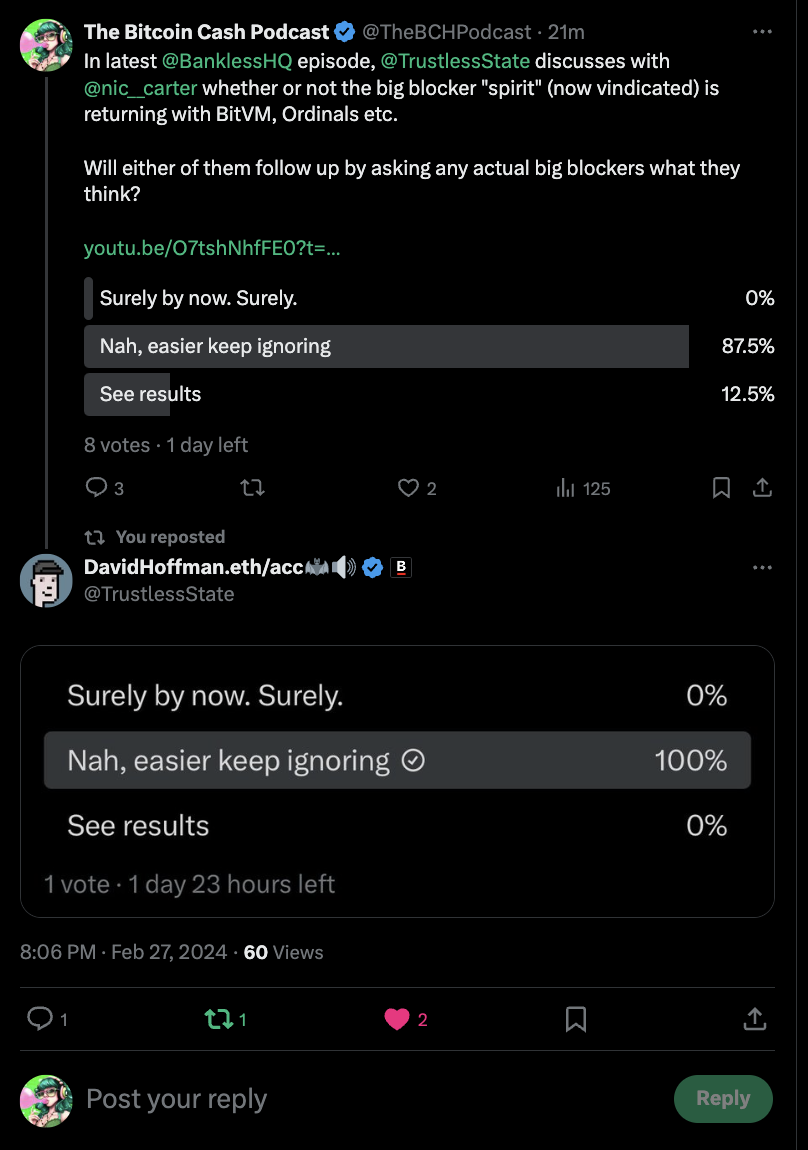 The Bitcoin Cash Podcast @TheBCHPodcast · 21m
In latest @BanklessHQ episode, @TrustlessState discusses with
@nic__carter whether or not the big blocker "spirit" (now vindicated) is
returning with BitVM, Ordinals etc.
Will either of them follow up by asking any actual big blockers what they
think?
youtu.be/O7tshNhfFE0?t=...
Surely by now. Surely. 0%
Nah, easier keep ignoring 87.5%
See results 12.5%
8 votes · 1 day left
3 2 125
You reposted
DavidHoffman.eth/acc🦇🔊 B
@TrustlessState
Surely by now. Surely. 0%
Nah, easier keep ignoring 100%
See results 0%
1 vote · 1 day 23 hours left
8:06 PM · Feb 27, 2024 · 60 Views
1 1 2
Post your reply Reply